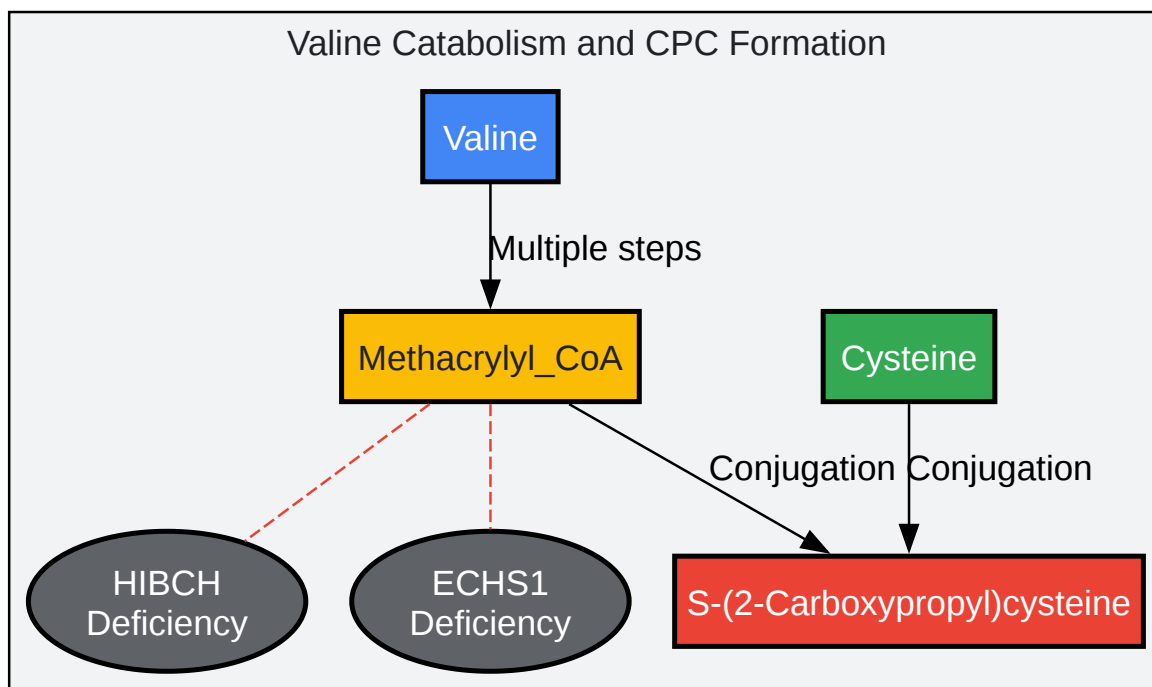 Valine Catabolism and CPC Formation
Valine
Multiple steps
Methacrylyl_CoA
Cysteine
Conjugation
Conjugation
HIBCH
Deficiency
ECHS1
Deficiency
S-(2-Carboxypropyl)cysteine